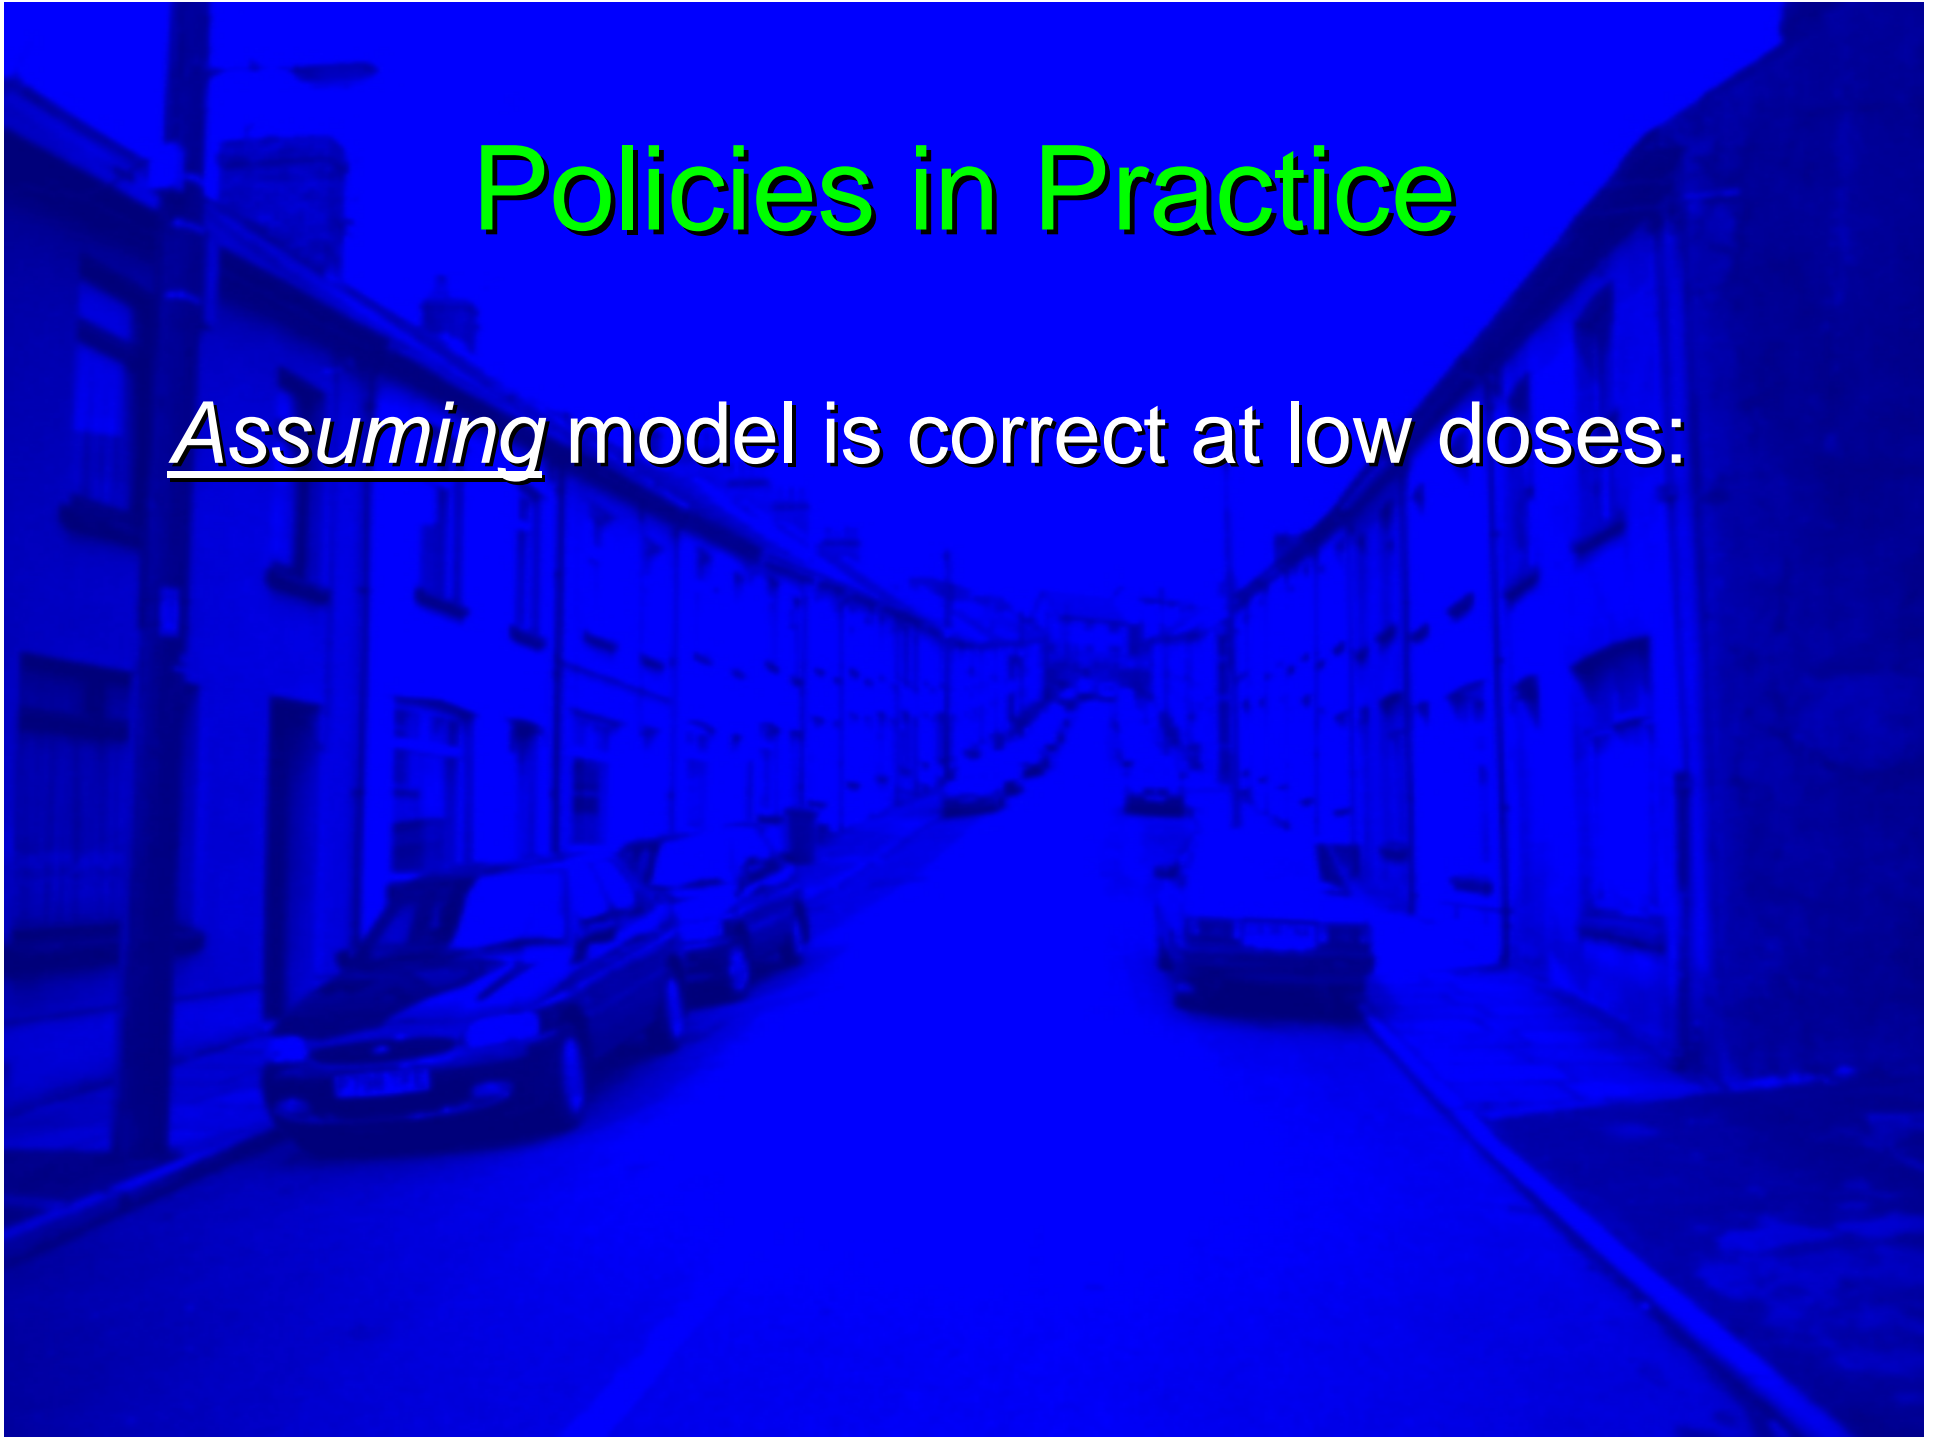 Policies in Practice
Assuming model is correct at low doses: